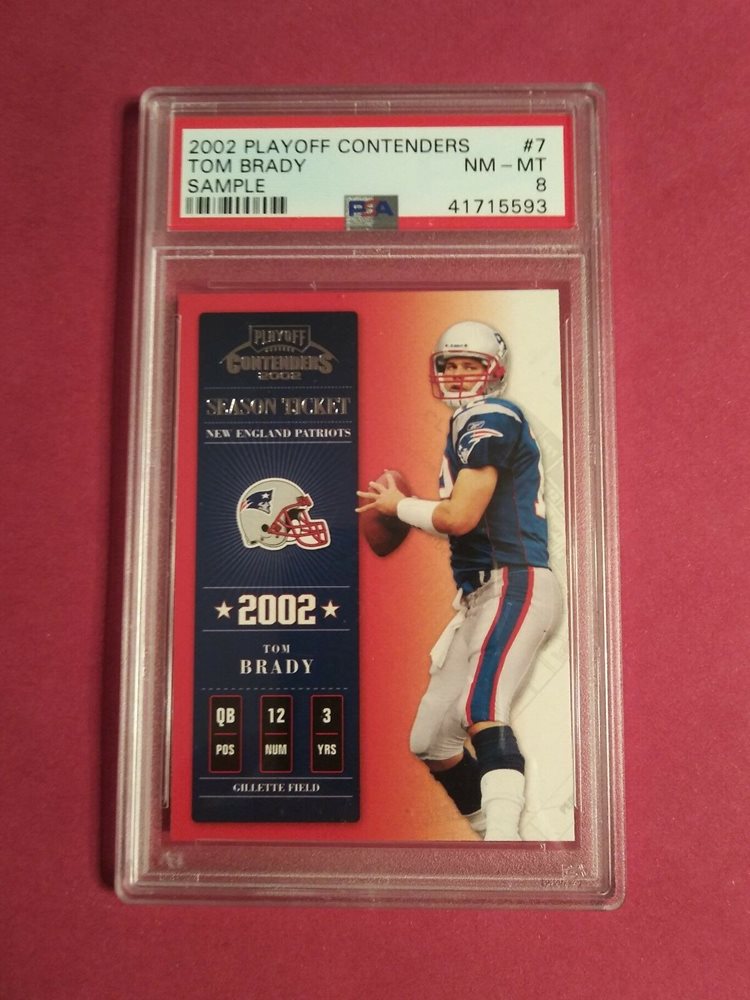 2002 PLAYOFF CONTENDERS #7
TOM BRADY NM - MT
SAMPLE 8
PSA 41715593
PLAYOFF
CONTENDERS
2002
SEASON TICKET
NEW ENGLAND PATRIOTS
★ 2002 ★
TOM
BRADY
QB 12 3
POS NUM YRS
GILLETTE FIELD